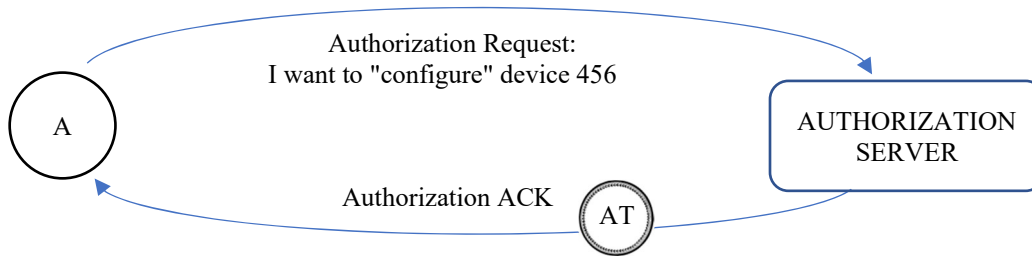 Authorization Request:
I want to "configure" device 456
A
AUTHORIZATION
SERVER
Authorization ACK
AT